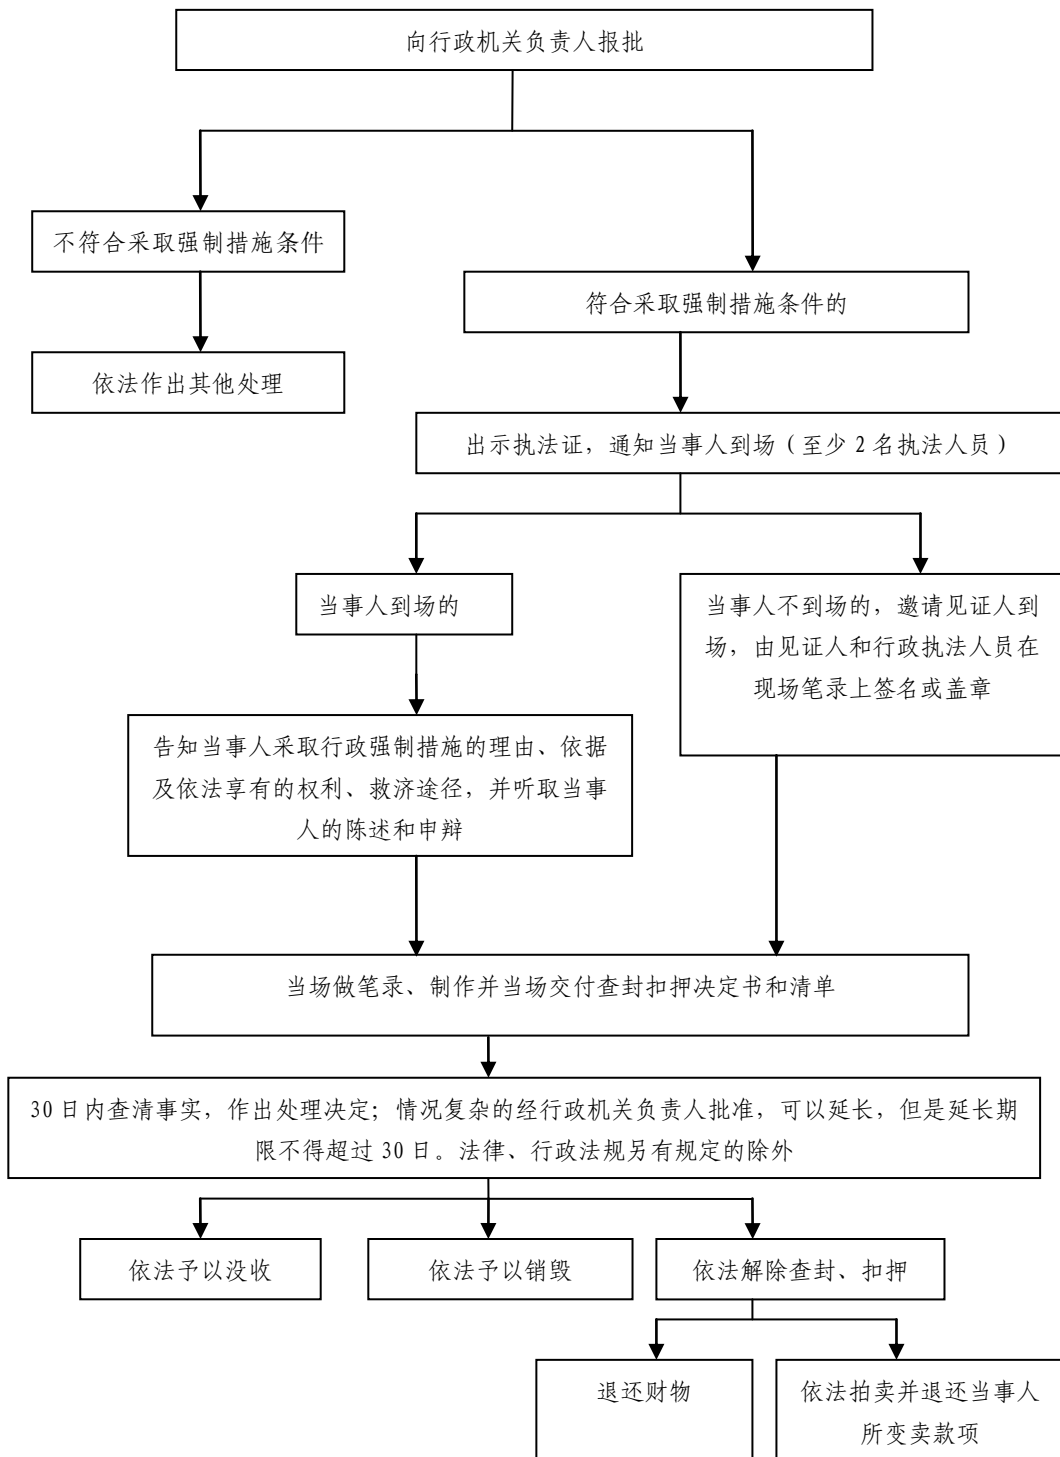 向行政机关负责人报批
不符合采取强制措施条件
符合采取强制措施条件的
依法作出其他处理
出示执法证，通知当事人到场（至少 2 名执法人员）
当事人到场的
当事人不到场的，邀请见证人到
场，由见证人和行政执法人员在
现场笔录上签名或盖章
告知当事人采取行政强制措施的理由、依据
及依法享有的权利、救济途径，并听取当事
人的陈述和申辩
当场做笔录、制作并当场交付查封扣押决定书和清单
30 日内查清事实，作出处理决定；情况复杂的经行政机关负责人批准，可以延长，但是延长期
限不得超过 30 日。法律、行政法规另有规定的除外
依法予以没收
依法予以销毁
依法解除查封、扣押
退还财物
依法拍卖并退还当事人
所变卖款项